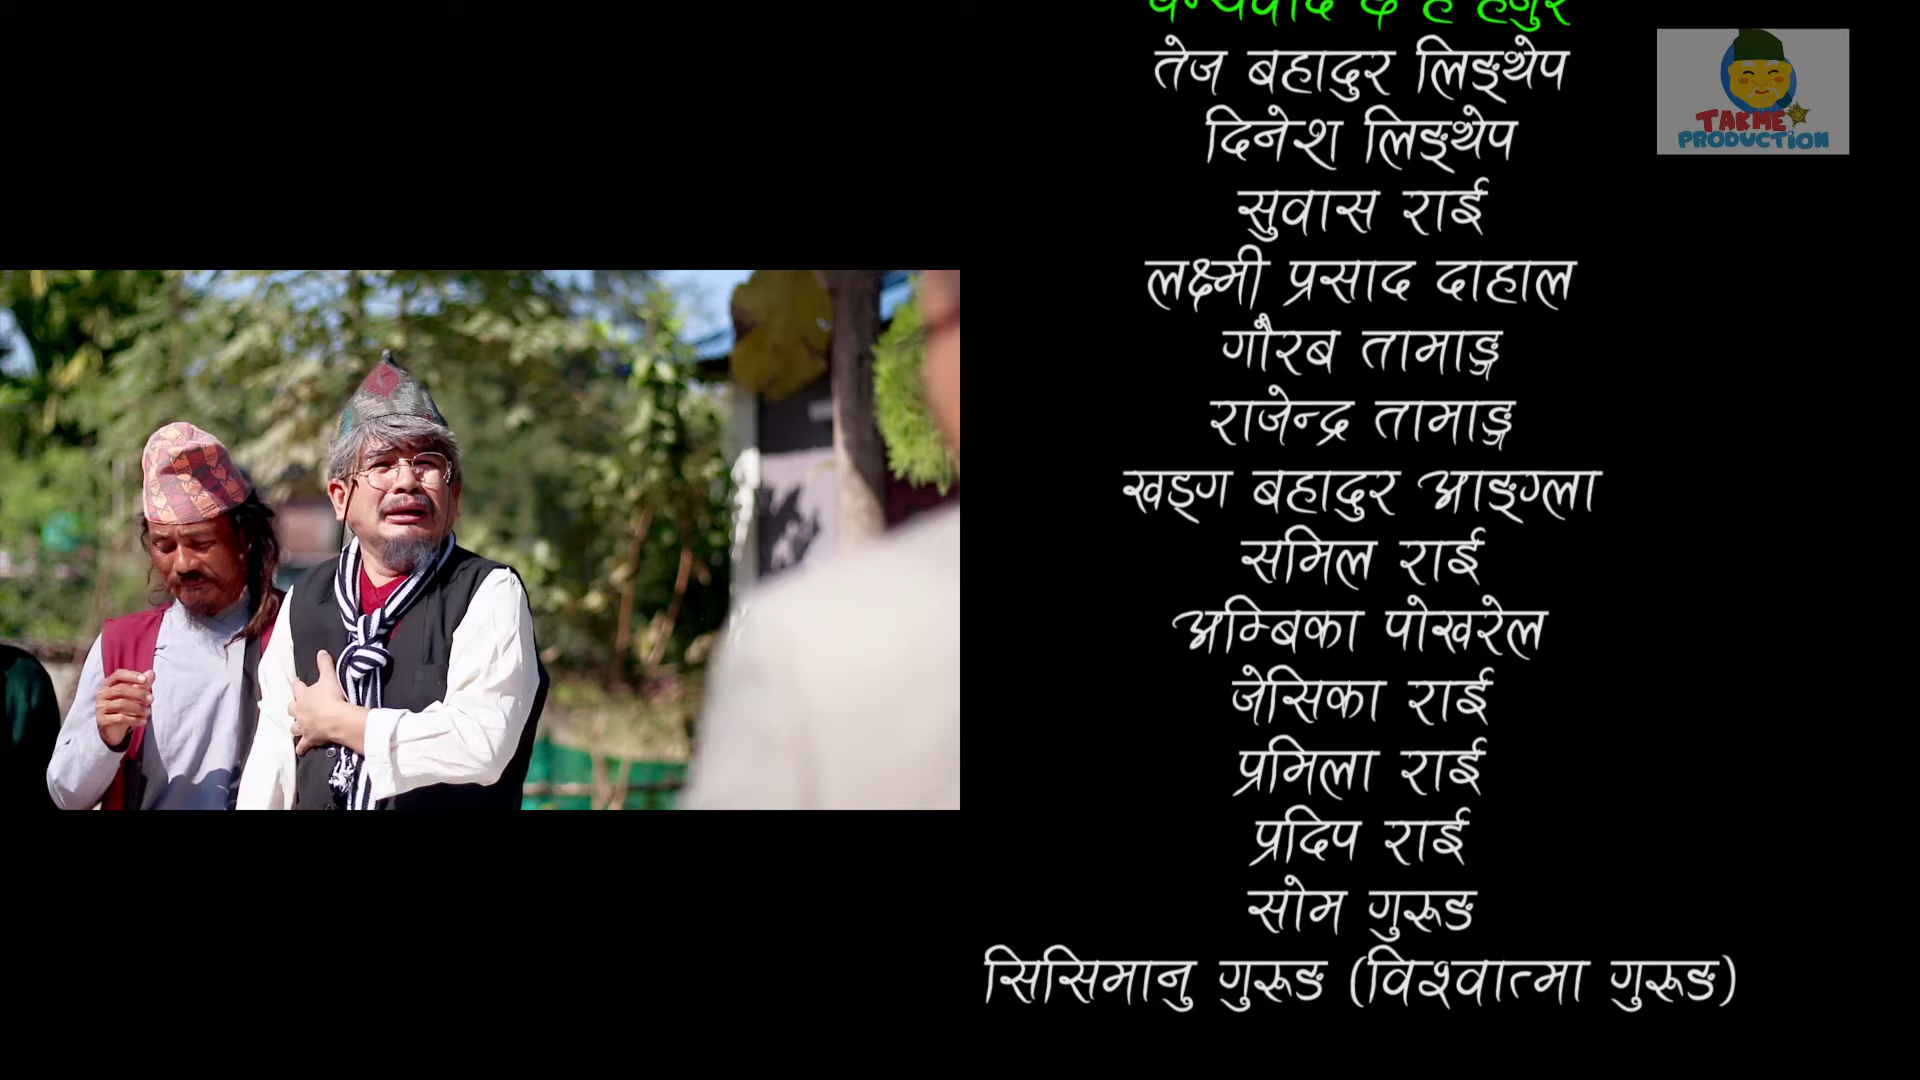 तेज बहादुर लिङ्थेप
दिनेश लिङ्थेप
सुवास राई
लक्ष्मी प्रसाद दाहाल
गौरब तामाङ्ग
राजेन्द्र तामाङ्ग
खड्ग बहादुर आङ्ग्ला
समिल राई
अम्बिका पोखरेल
जेसिका राई
प्रमिला राई
प्रदिप राई
सोम गुरूङ
सिसिमानु गुरूङ (विश्वात्मा गुरूङ)
TAKME
PRODUCTION